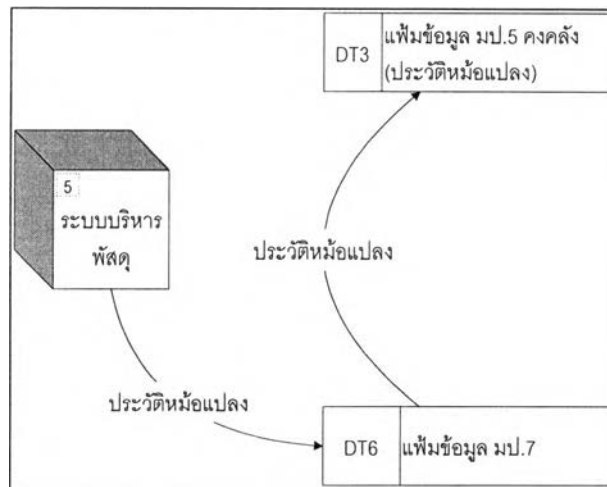 DT3
แฟ้มข้อมูล มป.5 คงคลัง
(ประวัติหม้อแปลง)
5
ระบบบริหาร
พัสดุ
ประวัติหม้อแปลง
ประวัติหม้อแปลง
DT6
แฟ้มข้อมูล มป.7